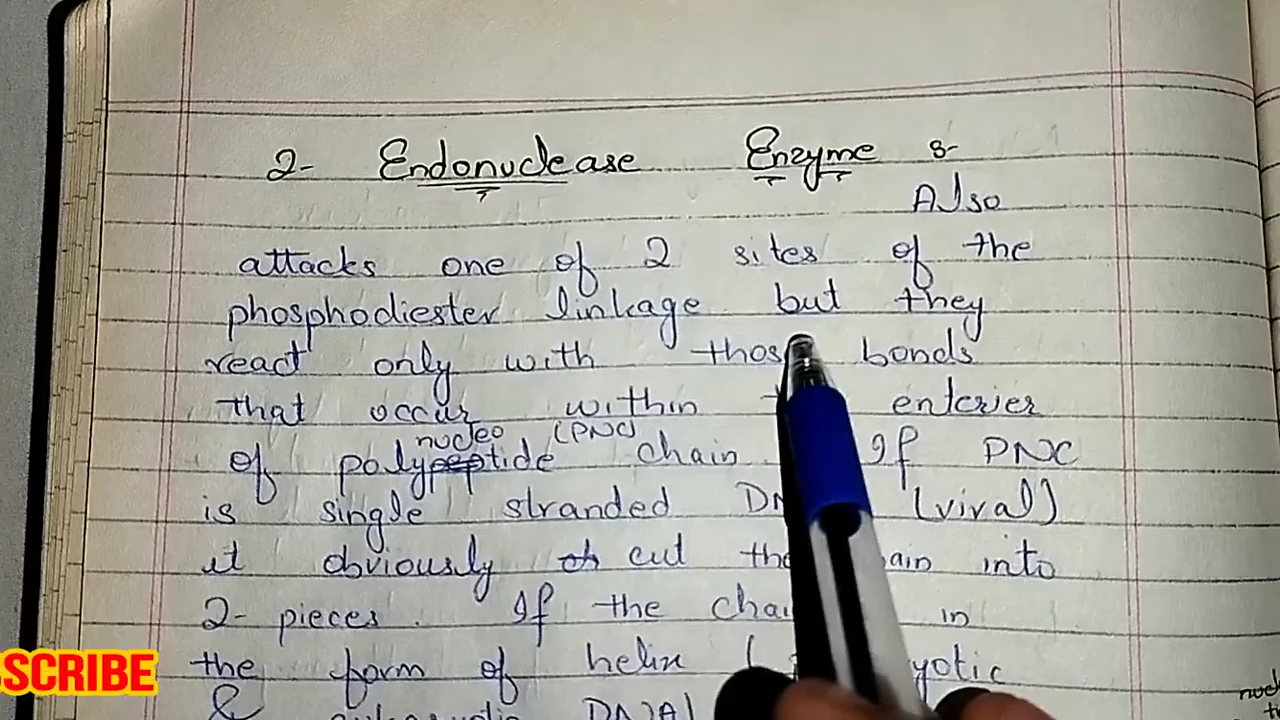 2- Endonuclease Enzyme :-
Also
attacks one of 2 sites of the
phosphodiester linkage but they
react only with bonds
that occur within enterier
nucleo (PNC)
of polypeptide chain If PNC
is single stranded (viral)
it obviously cut into
2- pieces. If the in
the form of helix
&
SCRIBE